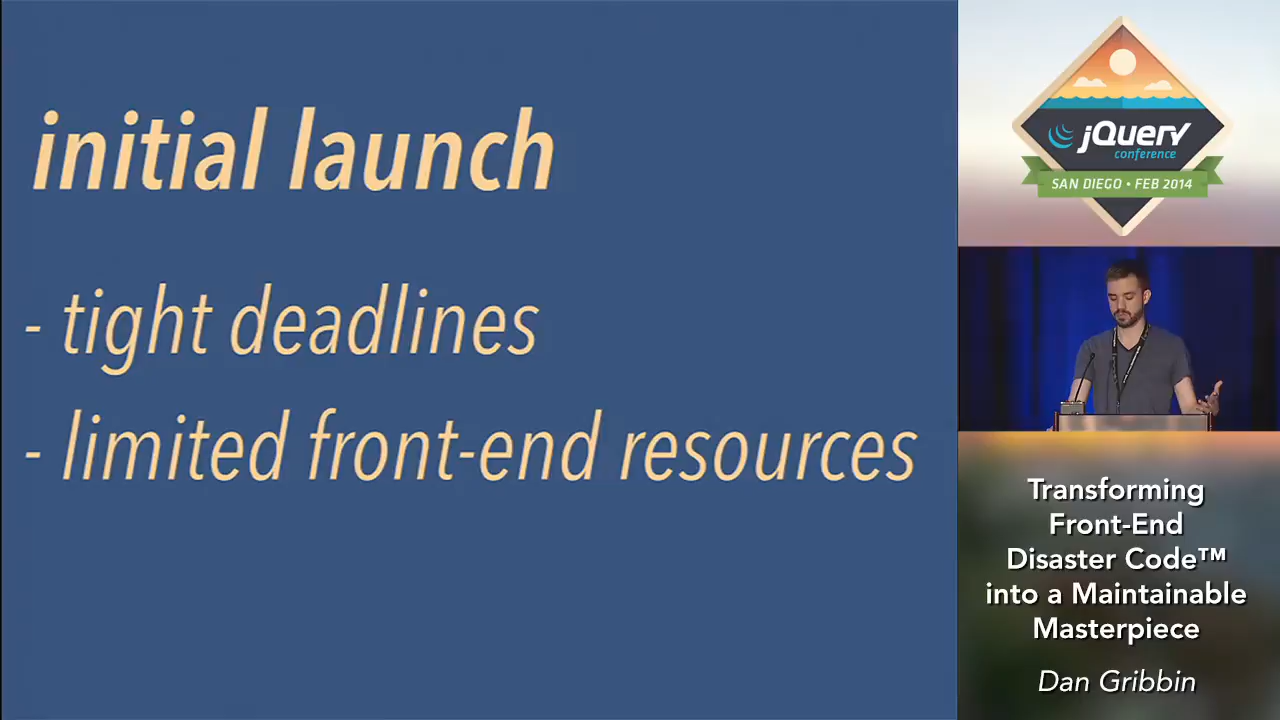 initial launch
- tight deadlines
- limited front-end resources
jQuery
conference
SAN DIEGO • FEB 2014
Transforming
Front-End
Disaster Code™
into a Maintainable
Masterpiece
Dan Gribbin